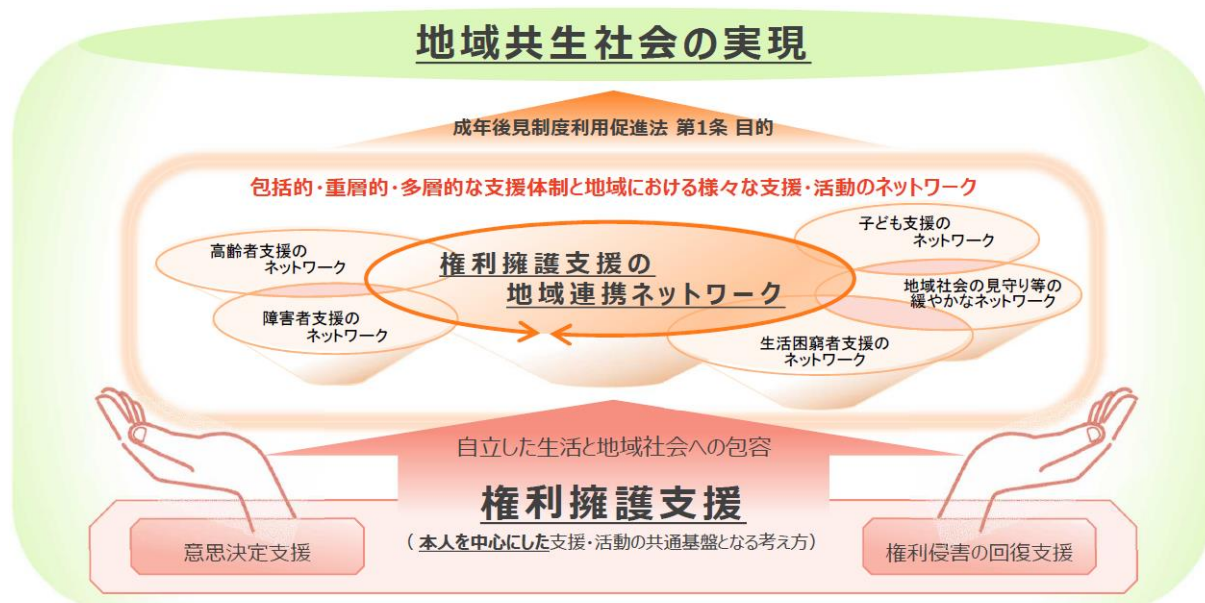 地域共生社会の実現
成年後見制度利用促進法 第1条 目的
包括的・重層的・多層的な支援体制と地域における様々な支援・活動のネットワーク
高齢者支援の
ネットワーク
障害者支援の
ネットワーク
権利擁護支援の
地域連携ネットワーク
子ども支援の
ネットワーク
地域社会の見守り等の
緩やかなネットワーク
生活困窮者支援の
ネットワーク
自立した生活と地域社会への包容
権利擁護支援
（本人を中心にした支援・活動の共通基盤となる考え方）
意思決定支援
権利侵害の回復支援